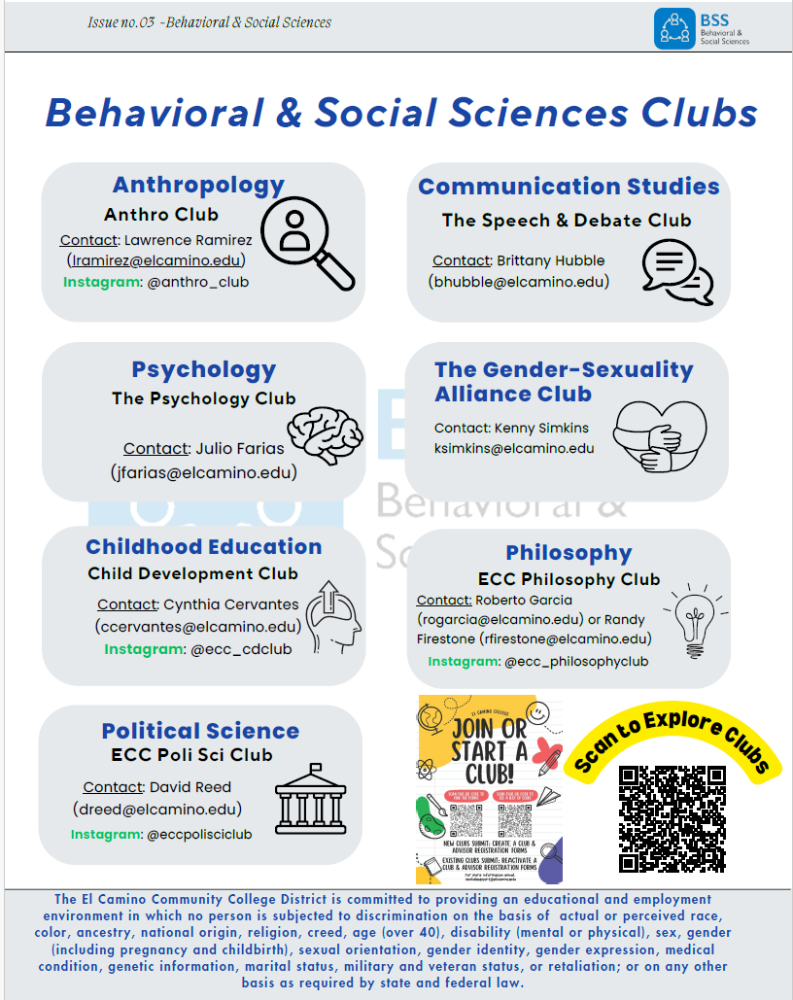 Issue no.03 -Behavioral & Social Sciences
BSS
Behavioral &
Social Sciences
Behavioral & Social Sciences Clubs
Anthropology
Anthro Club
Contact: Lawrence Ramirez
(lramirez@elcamino.edu)
Instagram: @anthro_club
Communication Studies
The Speech & Debate Club
Contact: Brittany Hubble
(bhubble@elcamino.edu)
Psychology
The Psychology Club
Contact: Julio Farias
(jfarias@elcamino.edu)
The Gender-Sexuality
Alliance Club
Contact: Kenny Simkins
ksimkins@elcamino.edu
Behavioral &
Childhood Education
Child Development Club
Contact: Cynthia Cervantes
(ccervantes@elcamino.edu)
Instagram: @ecc_cdclub
Philosophy
ECC Philosophy Club
Contact: Roberto Garcia
(rogarcia@elcamino.edu) or Randy
Firestone (rfirestone@elcamino.edu)
Instagram: @ecc_philosophyclub
Political Science
ECC Poli Sci Club
Contact: David Reed
(dreed@elcamino.edu)
Instagram: @eccpolisciclub
EL CAMINO COLLEGE
JOIN OR
START A
CLUB!
NEW CLUBS SUBMIT: CREATE A CLUB &
ADVISOR REGISTRATION FORMS
EXISTING CLUBS SUBMIT: REACTIVATE A
CLUB & ADVISOR REGISTRATION FORMS
For more information email
Scan to Explore Clubs
The El Camino Community College District is committed to providing an educational and employment
environment in which no person is subjected to discrimination on the basis of actual or perceived race,
color, ancestry, national origin, religion, creed, age (over 40), disability (mental or physical), sex, gender
(including pregnancy and childbirth), sexual orientation, gender identity, gender expression, medical
condition, genetic information, marital status, military and veteran status, or retaliation; or on any other
basis as required by state and federal law.